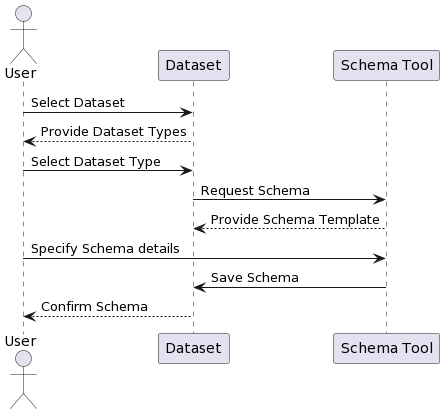 User
Dataset
Schema Tool
Select Dataset
Provide Dataset Types
Select Dataset Type
Request Schema
Provide Schema Template
Specify Schema details
Save Schema
Confirm Schema
User
Dataset
Schema Tool